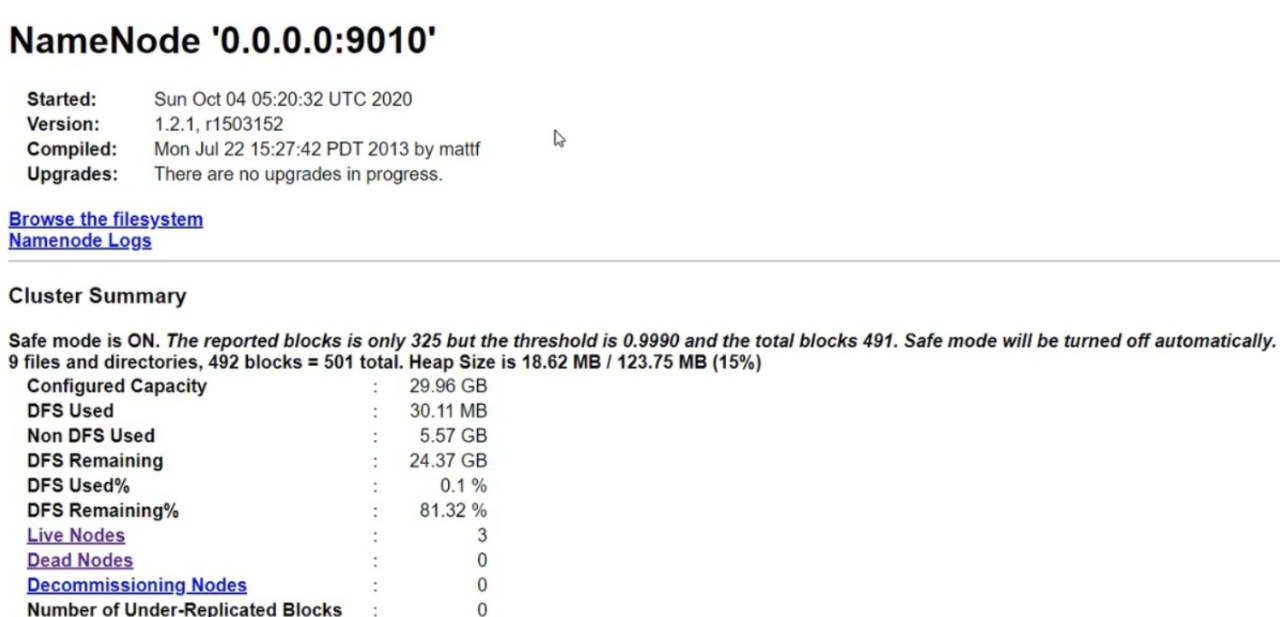 NameNode '0.0.0.0:9010'
Started: Sun Oct 04 05:20:32 UTC 2020
Version: 1.2.1, r1503152
Compiled: Mon Jul 22 15:27:42 PDT 2013 by mattf
Upgrades: There are no upgrades in progress.
Browse the filesystem
Namenode Logs
Cluster Summary
Safe mode is ON. The reported blocks is only 325 but the threshold is 0.9990 and the total blocks 491. Safe mode will be turned off automatically.
9 files and directories, 492 blocks = 501 total. Heap Size is 18.62 MB / 123.75 MB (15%)
Configured Capacity : 29.96 GB
DFS Used : 30.11 MB
Non DFS Used : 5.57 GB
DFS Remaining : 24.37 GB
DFS Used% : 0.1 %
DFS Remaining% : 81.32 %
Live Nodes : 3
Dead Nodes : 0
Decommissioning Nodes : 0
Number of Under-Replicated Blocks : 0